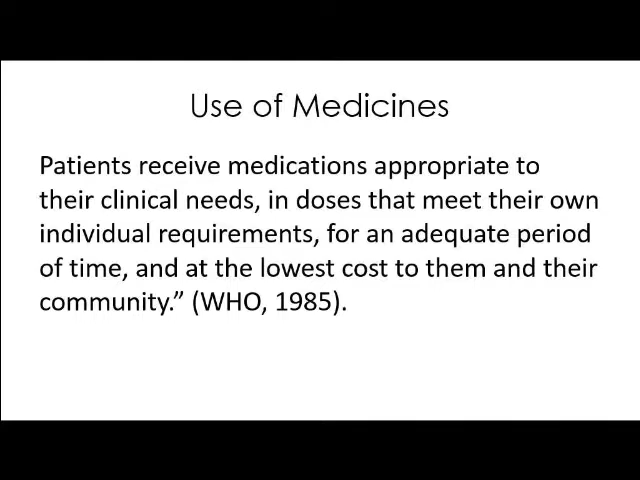 Use of Medicines
Patients receive medications appropriate to
their clinical needs, in doses that meet their own
individual requirements, for an adequate period
of time, and at the lowest cost to them and their
community.” (WHO, 1985).